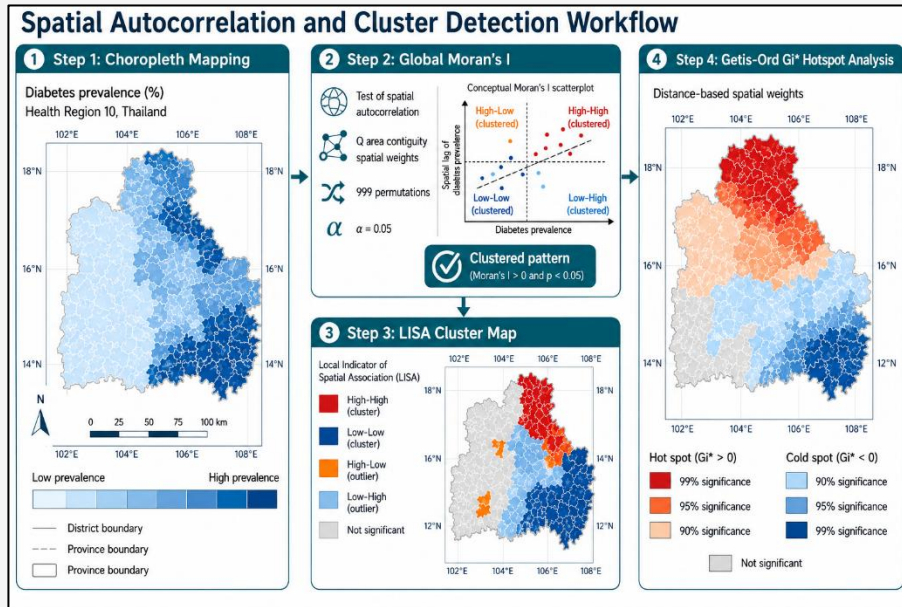 Spatial Autocorrelation and Cluster Detection Workflow
1 Step 1: Choropleth Mapping
Diabetes prevalence (%)
Health Region 10, Thailand
102°E 104°E 106°E 108°E
18°N 18°N
16°N 16°N
14°N 14°N
N
0 25 50 75 100 km
102°E 104°E 106°E 108°E
Low prevalence High prevalence
District boundary
Province boundary
Province boundary
2 Step 2: Global Moran's I
Test of spatial
autocorrelation
Q area contiguity
spatial weights
999 permutations
α α = 0.05
Conceptual Moran's I scatterplot
High-Low
(clustered)
High-High
(clustered)
Low-Low
(clustered)
Low-High
(clustered)
Spatial lag of
diabetes prevalence
Diabetes prevalence
Clustered pattern
(Moran's I > 0 and p < 0.05)
3 Step 3: LISA Cluster Map
Local Indicator of
Spatial Association (LISA)
High-High
(cluster)
Low-Low
(cluster)
High-Low
(outlier)
Low-High
(outlier)
Not significant
102°E 104°E 106°E 108°E
18°N 18°N
16°N 16°N
14°N 14°N
12°N 12°N
102°E 104°E 106°E 108°E
4 Step 4: Getis-Ord Gi* Hotspot Analysis
Distance-based spatial weights
102°E 104°E 106°E 108°E
18°N 18°N
16°N 16°N
14°N 12°N
102°E 104°E 106°E 108°E
Hot spot (Gi* > 0)
99% significance
95% significance
90% significance
Cold spot (Gi* < 0)
90% significance
95% significance
99% significance
Not significant